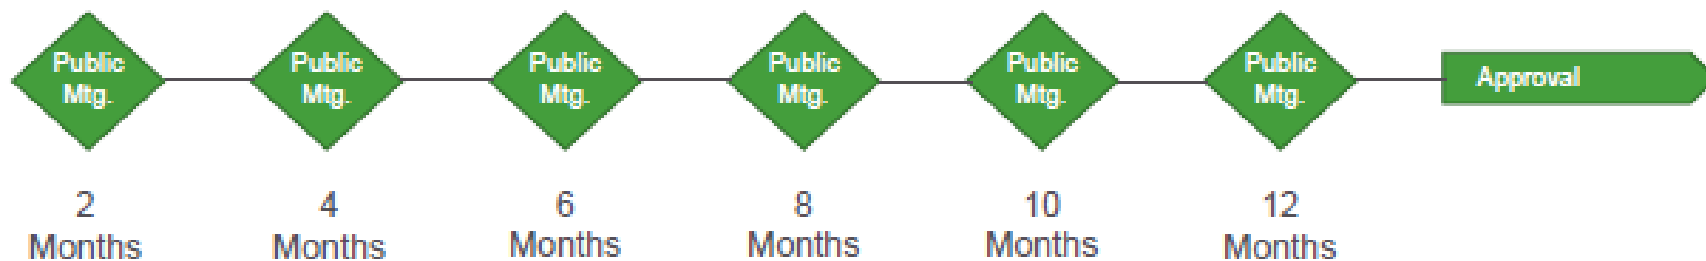 Public
Mtg.
Public
Mtg.
Public
Mtg.
Public
Mtg.
Public
Mtg.
Public
Mtg.
Approval
2
Months
4
Months
6
Months
8
Months
10
Months
12
Months